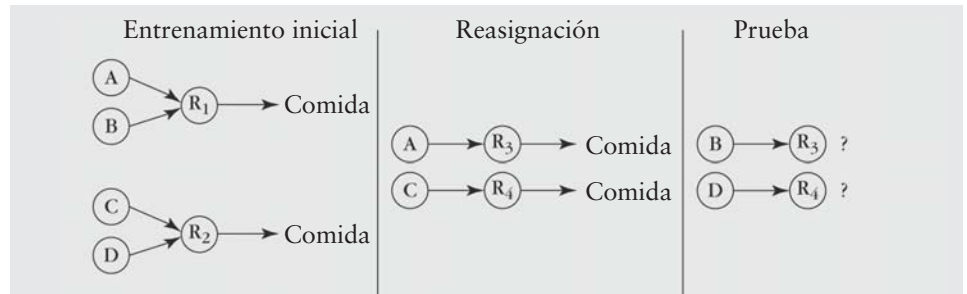 Entrenamiento inicial
A
B
R1
Comida
C
D
R2
Comida
Reasignación
A
R3
Comida
C
R4
Comida
Prueba
B
R3 ?
D
R4 ?